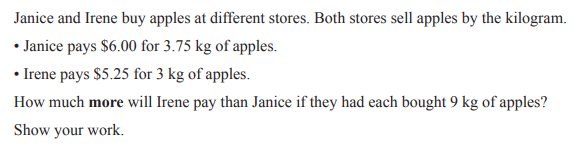 Janice and Irene buy apples at different stores. Both stores sell apples by the kilogram.
• Janice pays $6.00 for 3.75 kg of apples.
• Irene pays $5.25 for 3 kg of apples.
How much more will Irene pay than Janice if they had each bought 9 kg of apples?
Show your work.